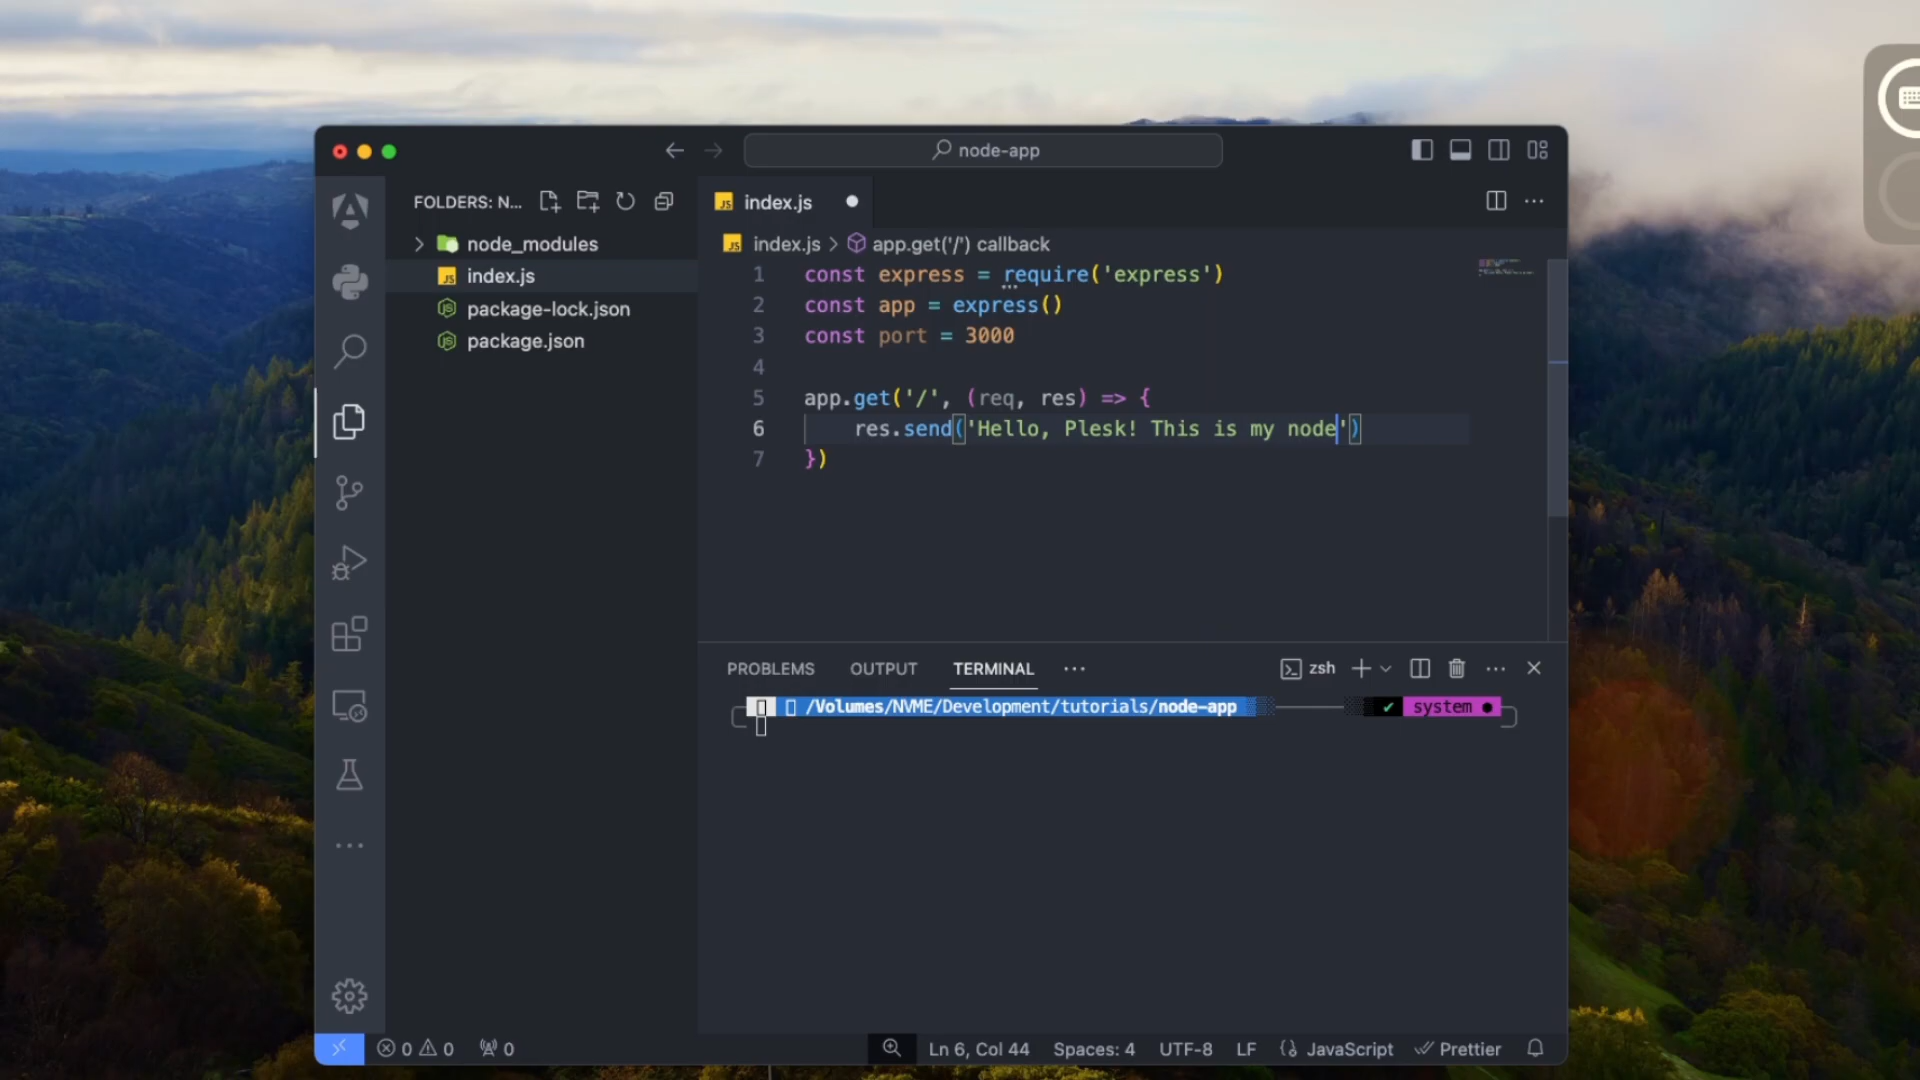 node-app
FOLDERS: N...
node_modules
index.js
package-lock.json
package.json
index.js
index.js > app.get('/') callback
1 const express = require('express')
2 const app = express()
3 const port = 3000
4
5 app.get('/', (req, res) => {
6 res.send('Hello, Plesk! This is my node')
7 })
PROBLEMS OUTPUT TERMINAL ... zsh
/Volumes/NVME/Development/tutorials/node-app ✔ system ●
0 0 0 Ln 6, Col 44 Spaces: 4 UTF-8 LF JavaScript Prettier